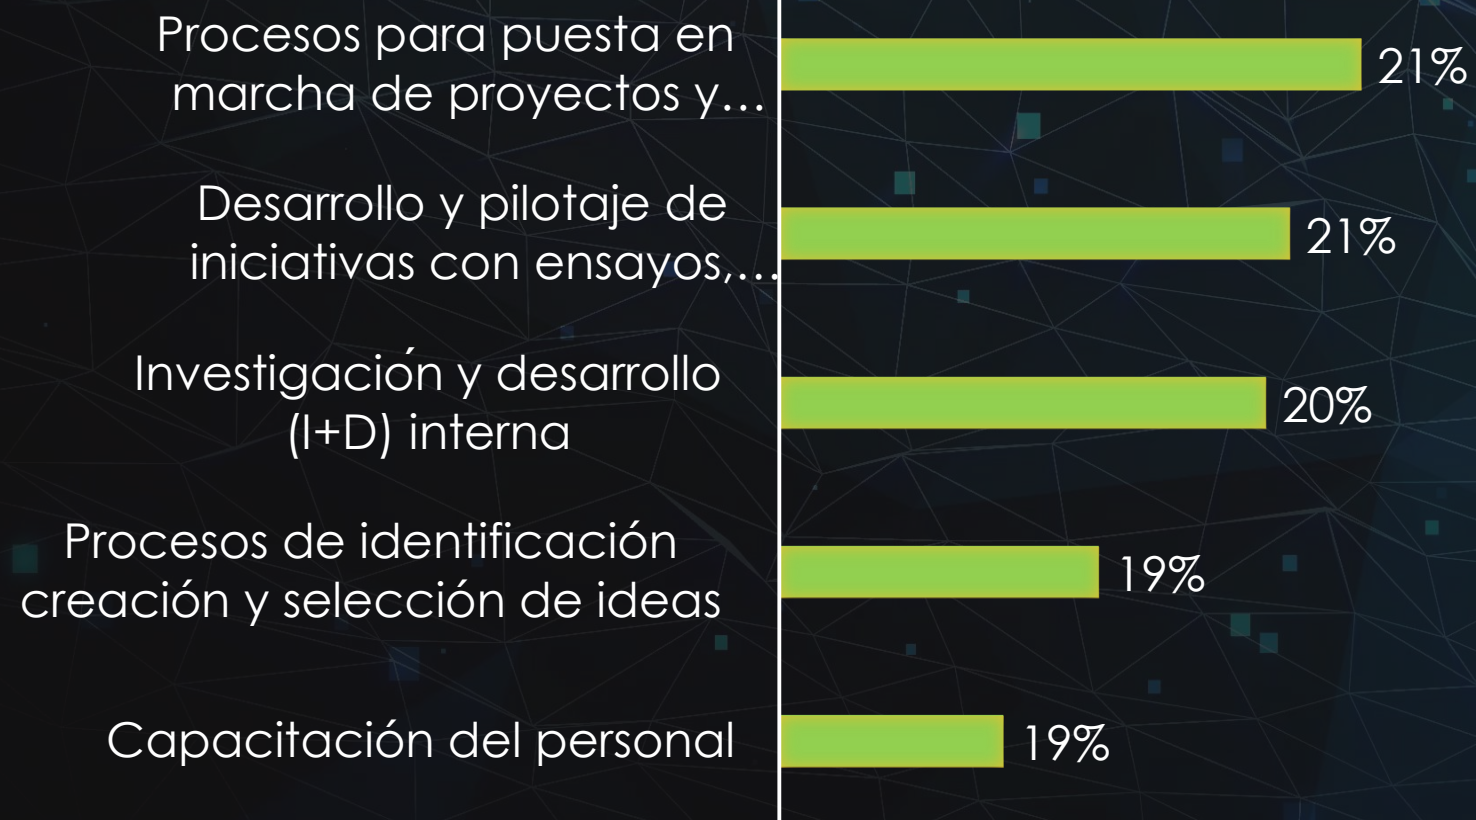 Procesos para puesta en
marcha de proyectos y…
21%
Desarrollo y pilotaje de
iniciativas con ensayos,…
21%
Investigación y desarrollo
(I+D) interna
20%
Procesos de identificación
creación y selección de ideas
19%
Capacitación del personal
19%